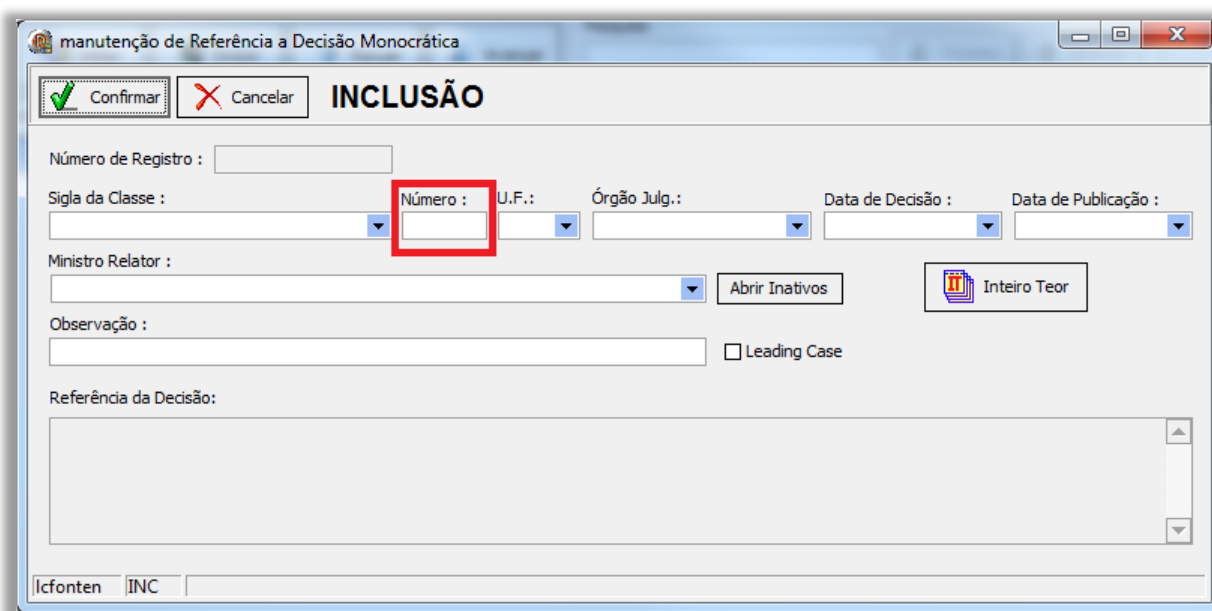 manutenção de Referência a Decisão Monocrática
Confirmar Cancelar INCLUSÃO
Número de Registro :
Sigla da Classe : Número : U.F.: Órgão Julg.: Data de Decisão : Data de Publicação :
Ministro Relator :
Abrir Inativos Inteiro Teor
Observação :
Leading Case
Referência da Decisão:
lcfonten INC